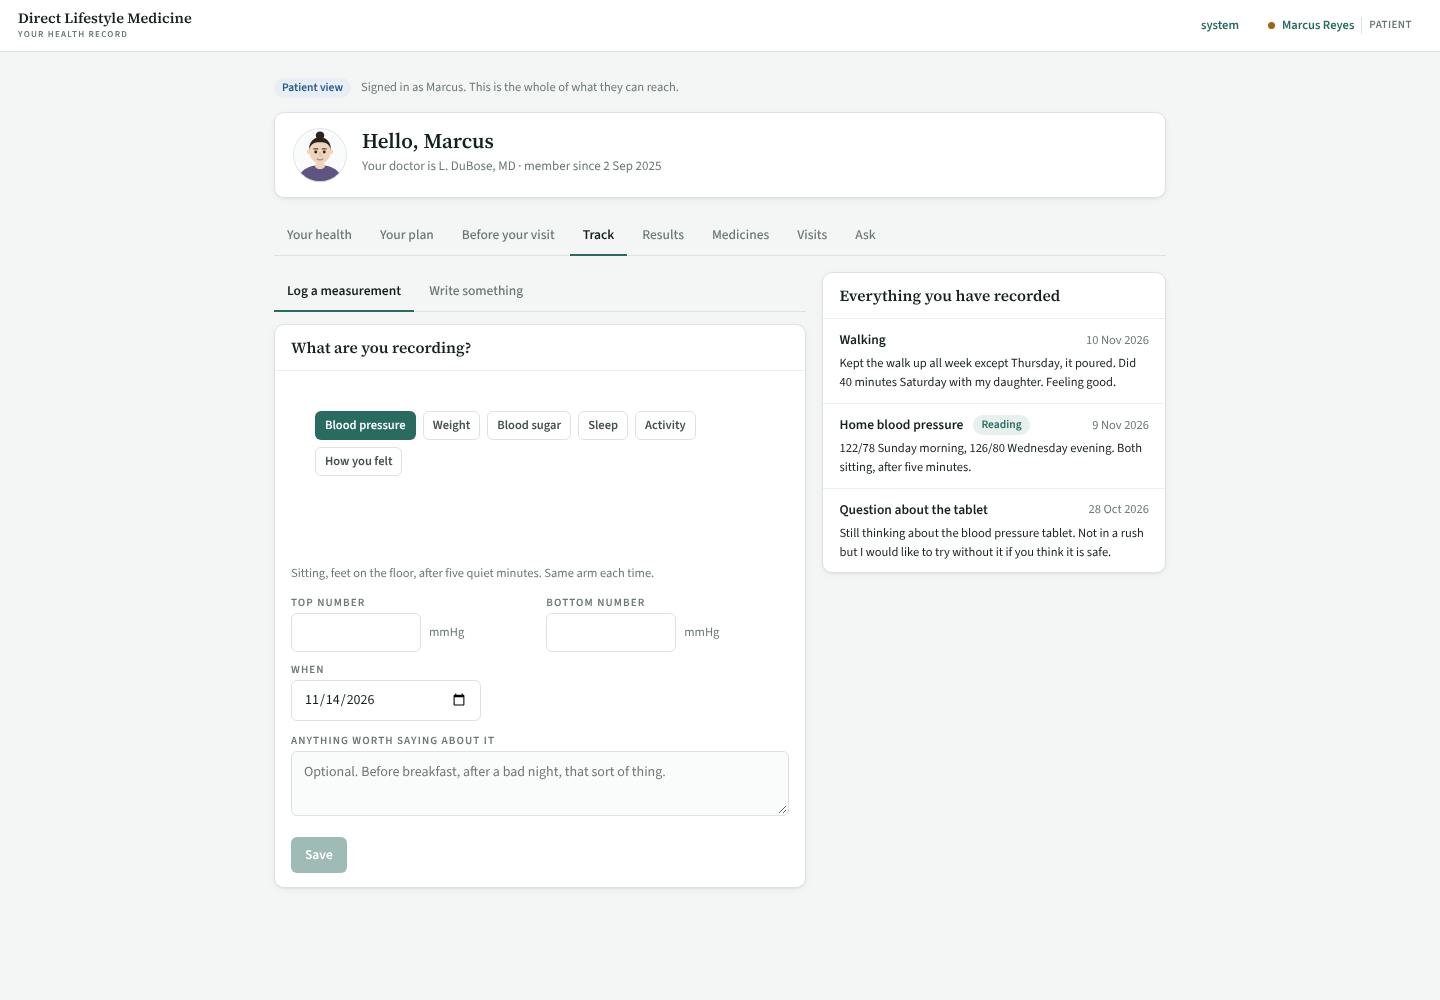 Direct Lifestyle Medicine
YOUR HEALTH RECORD
system
Marcus Reyes
PATIENT
Patient view
Signed in as Marcus. This is the whole of what they can reach.
Hello, Marcus
Your doctor is L. DuBose, MD · member since 2 Sep 2025
Your health
Your plan
Before your visit
Track
Results
Medicines
Visits
Ask
Log a measurement
Write something
What are you recording?
Blood pressure
Weight
Blood sugar
Sleep
Activity
How you felt
Sitting, feet on the floor, after five quiet minutes. Same arm each time.
TOP NUMBER
mmHg
BOTTOM NUMBER
mmHg
WHEN
11/14/2026
ANYTHING WORTH SAYING ABOUT IT
Optional. Before breakfast, after a bad night, that sort of thing.
Save
Everything you have recorded
Walking
10 Nov 2026
Kept the walk up all week except Thursday, it poured. Did
40 minutes Saturday with my daughter. Feeling good.
Home blood pressure
Reading
9 Nov 2026
122/78 Sunday morning, 126/80 Wednesday evening. Both
sitting, after five minutes.
Question about the tablet
28 Oct 2026
Still thinking about the blood pressure tablet. Not in a rush
but I would like to try without it if you think it is safe.